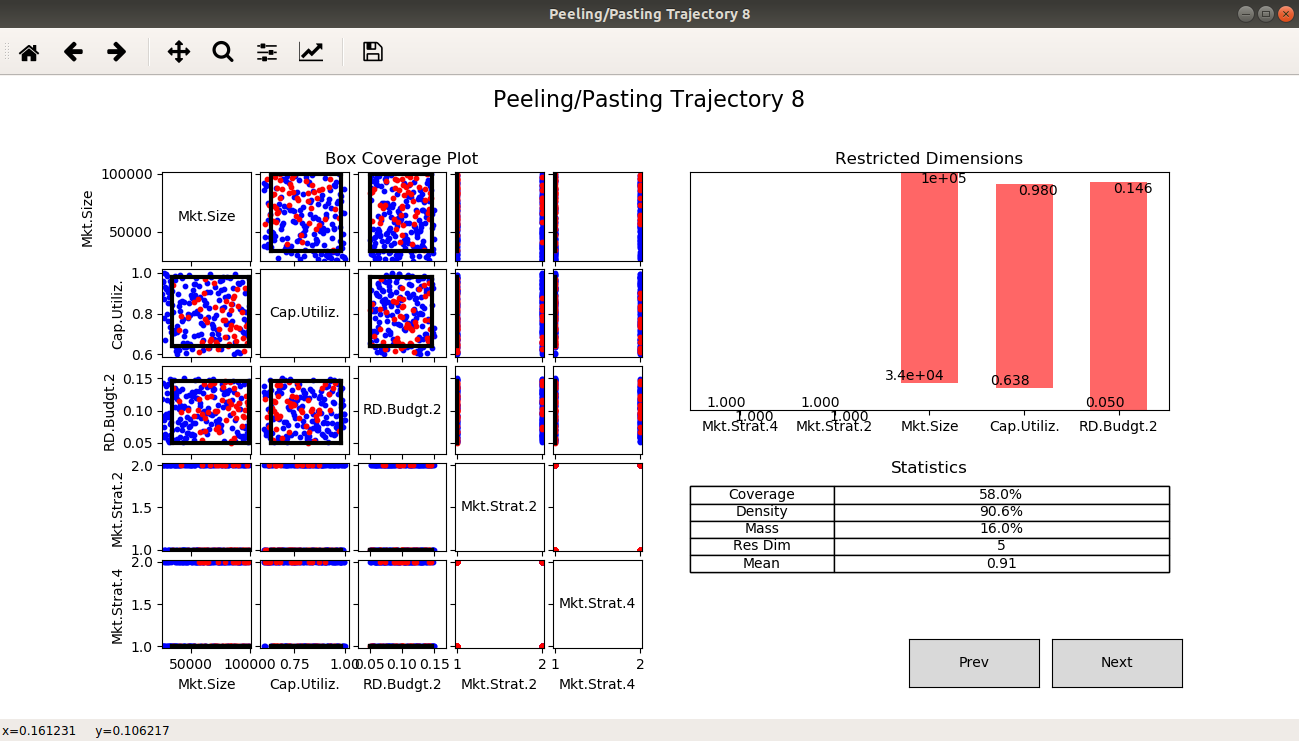 Peeling/Pasting Trajectory 8
Peeling/Pasting Trajectory 8
Box Coverage Plot
100000
50000
Mkt.Size
Mkt.Size
1.0
0.8
0.6
Cap.Utiliz.
Cap.Utiliz.
0.15
0.10
0.05
RD.Budgt.2
RD.Budgt.2
2.0
1.5
1.0
Mkt.Strat.2
Mkt.Strat.2
2.0
1.5
1.0
Mkt.Strat.4
Mkt.Strat.4
50000 100000 0.75 1.00 0.05 0.10 0.15 1 2 1 2
Mkt.Size Cap.Utiliz. RD.Budgt.2 Mkt.Strat.2 Mkt.Strat.4
Restricted Dimensions
1e+05 0.980 0.146
3.4e+04 0.638
1.000 1.000 0.050
1.000 1.000
Mkt.Strat.4 Mkt.Strat.2 Mkt.Size Cap.Utiliz. RD.Budgt.2
Statistics
Coverage 58.0%
Density 90.6%
Mass 16.0%
Res Dim 5
Mean 0.91
Prev Next
x=0.161231 y=0.106217